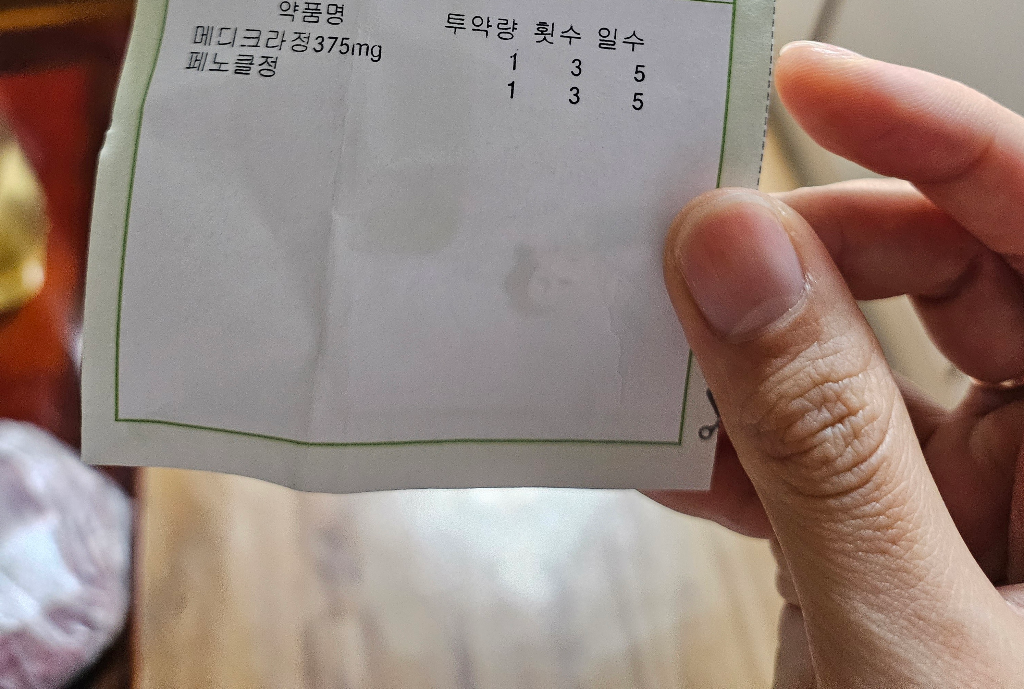 약품명 투약량 횟수 일수
메디크라정375mg 1 3 5
페노클정 1 3 5